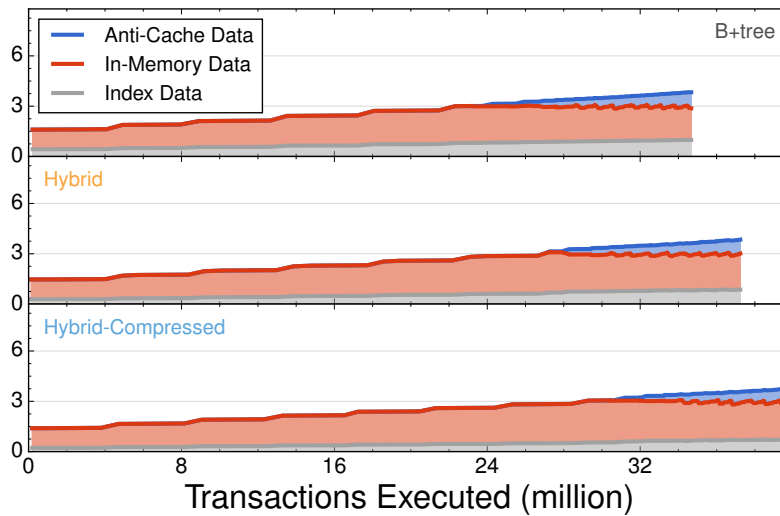 6
3
0
Anti-Cache Data
In-Memory Data
Index Data
B+tree
6
3
0
Hybrid
6
3
0
Hybrid-Compressed
0 8 16 24 32
Transactions Executed (million)